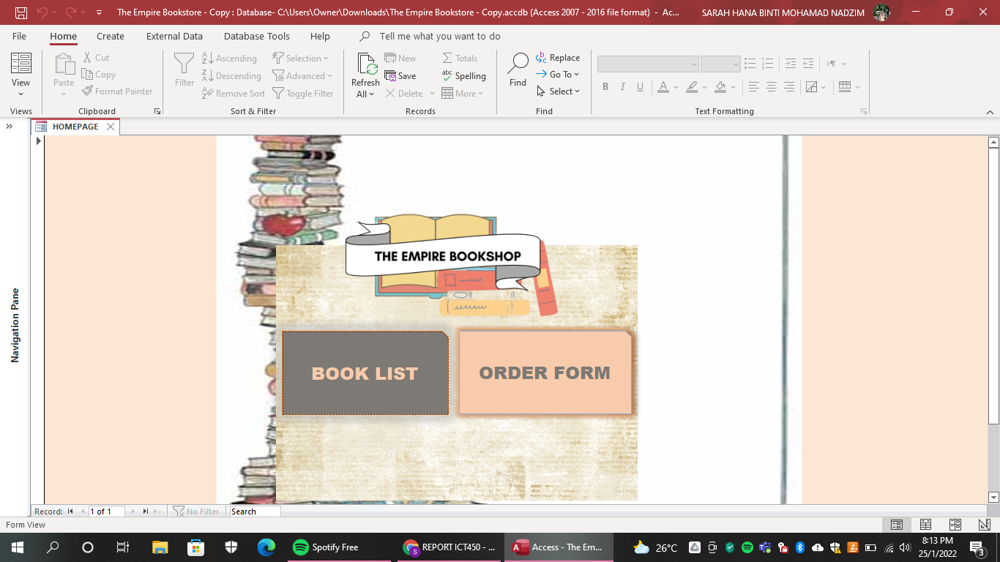 The Empire Bookstore - Copy : Database- C:\Users\Owner\Downloads\The Empire Bookstore - Copy.accdb (Access 2007 - 2016 file format) - Ac... SARAH HANA BINTI MOHAMAD NADZIM
File Home Create External Data Database Tools Help Tell me what you want to do
View
Views
Paste
Cut
Copy
Format Painter
Clipboard
Filter
Ascending
Descending
Remove Sort
Selection
Advanced
Toggle Filter
Sort & Filter
Refresh
All
New
Save
Delete
Totals
Spelling
More
Records
Find
Replace
Go To
Select
Find
B I U A
Text Formatting
HOMEPAGE
Navigation Pane
THE EMPIRE BOOKSHOP
BOOK LIST
ORDER FORM
Record: 1 of 1 No Filter Search
Form View
Spotify Free
REPORT ICT450 - ...
Access - The Em...
26°C
8:13 PM
25/1/2022
3